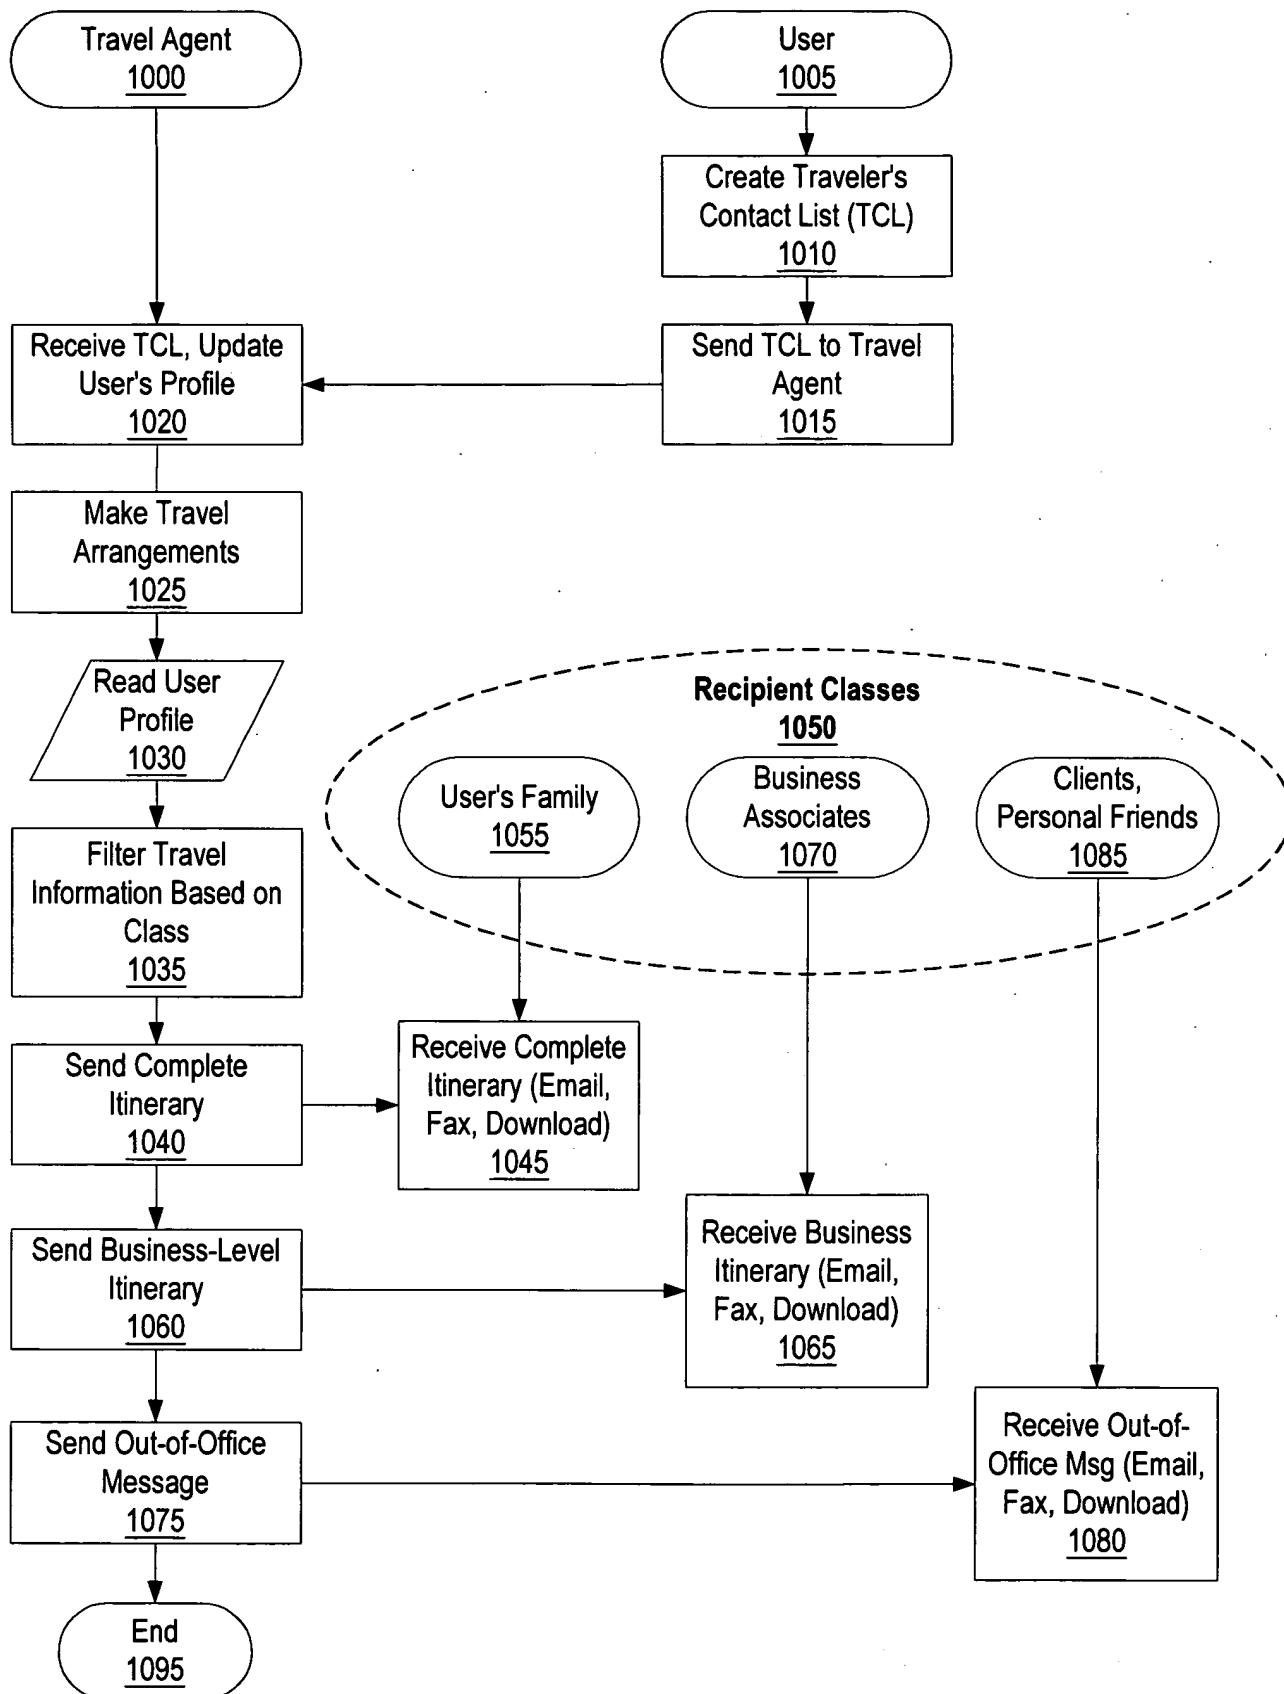 Travel Agent
1000
User
1005
Create Traveler's
Contact List (TCL)
1010
Receive TCL, Update
User's Profile
1020
Send TCL to Travel
Agent
1015
Make Travel
Arrangements
1025
Read User
Profile
1030
Recipient Classes
1050
User's Family
1055
Business
Associates
1070
Clients,
Personal Friends
1085
Filter Travel
Information Based on
Class
1035
Send Complete
Itinerary
1040
Receive Complete
Itinerary (Email,
Fax, Download)
1045
Send Business-Level
Itinerary
1060
Receive Business
Itinerary (Email,
Fax, Download)
1065
Send Out-of-Office
Message
1075
Receive Out-of-
Office Msg (Email,
Fax, Download)
1080
End
1095